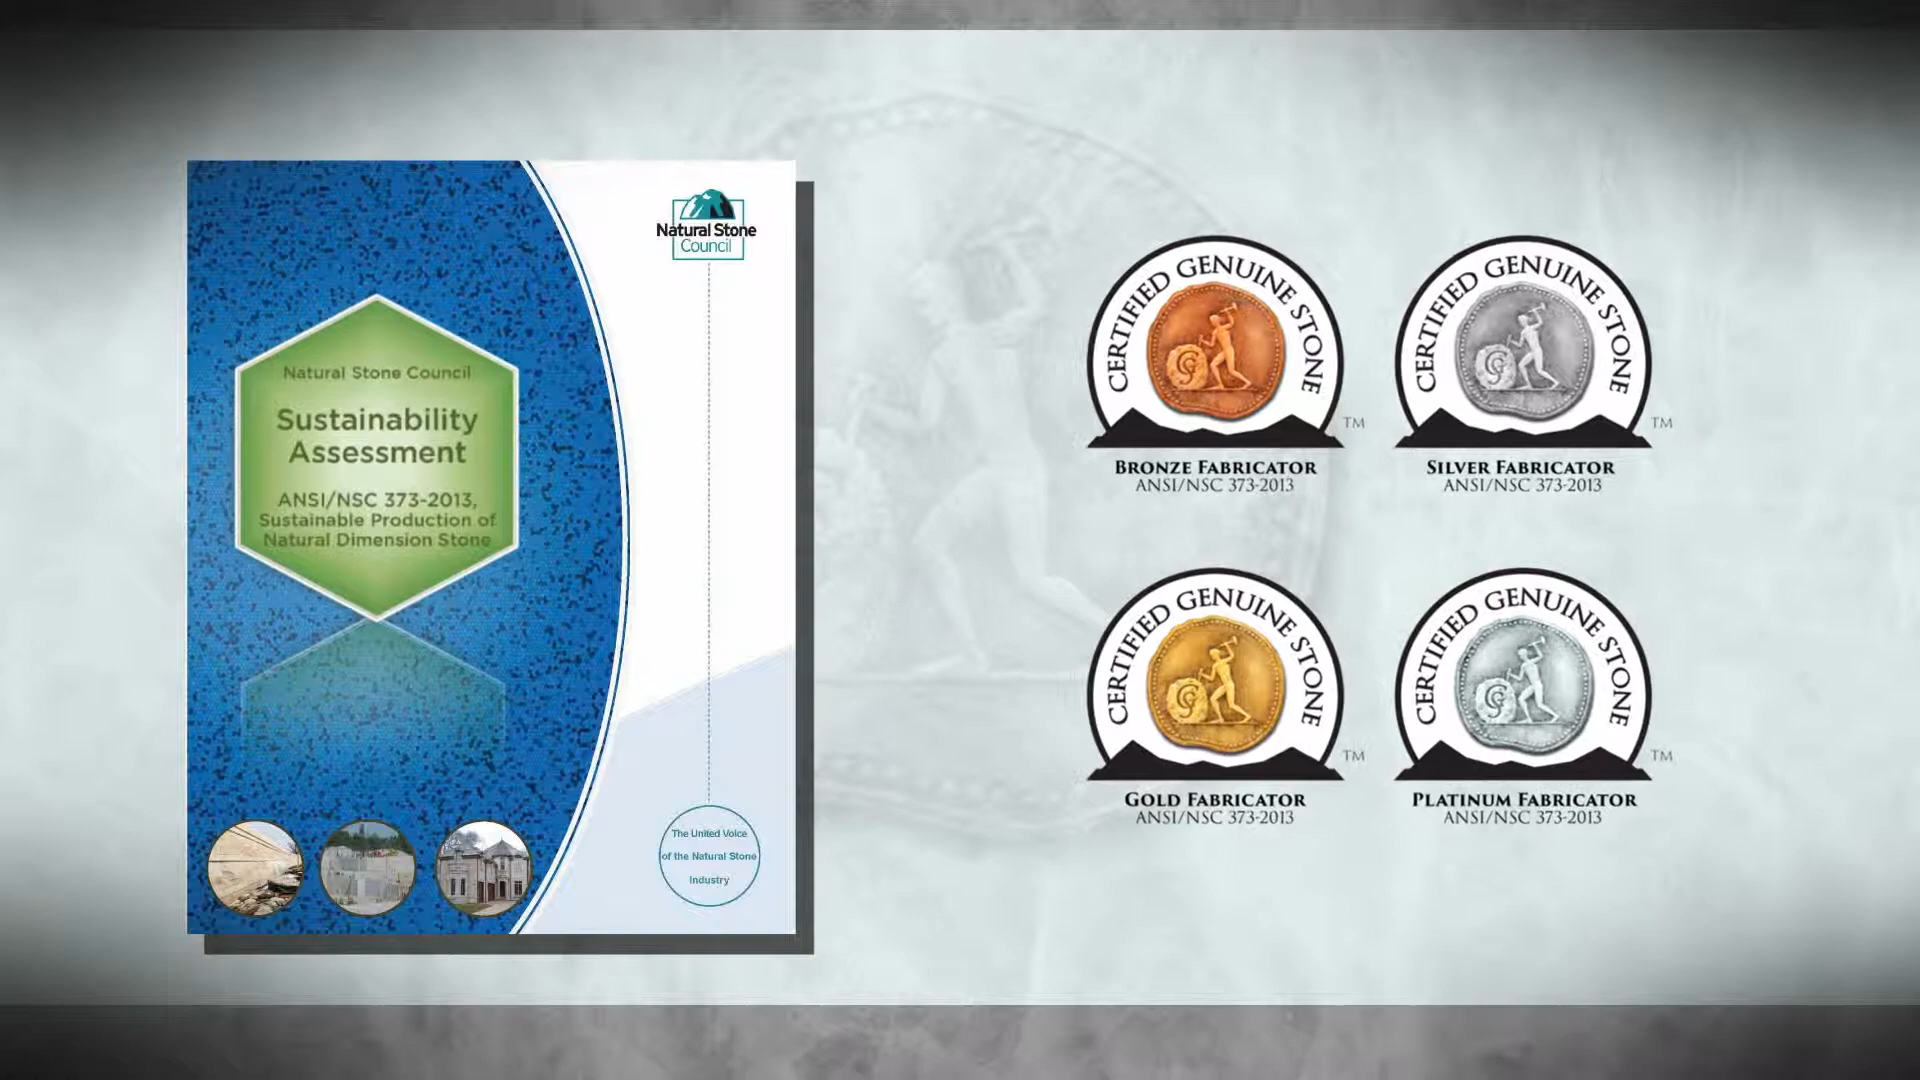 Natural Stone
Council
Natural Stone Council
Sustainability
Assessment
ANSI/NSC 373-2013,
Sustainable Production of
Natural Dimension Stone
The United Voice
of the Natural Stone
Industry
CERTIFIED GENUINE STONE
TM
BRONZE FABRICATOR
ANSI/NSC 373-2013
CERTIFIED GENUINE STONE
TM
SILVER FABRICATOR
ANSI/NSC 373-2013
CERTIFIED GENUINE STONE
TM
GOLD FABRICATOR
ANSI/NSC 373-2013
CERTIFIED GENUINE STONE
TM
PLATINUM FABRICATOR
ANSI/NSC 373-2013